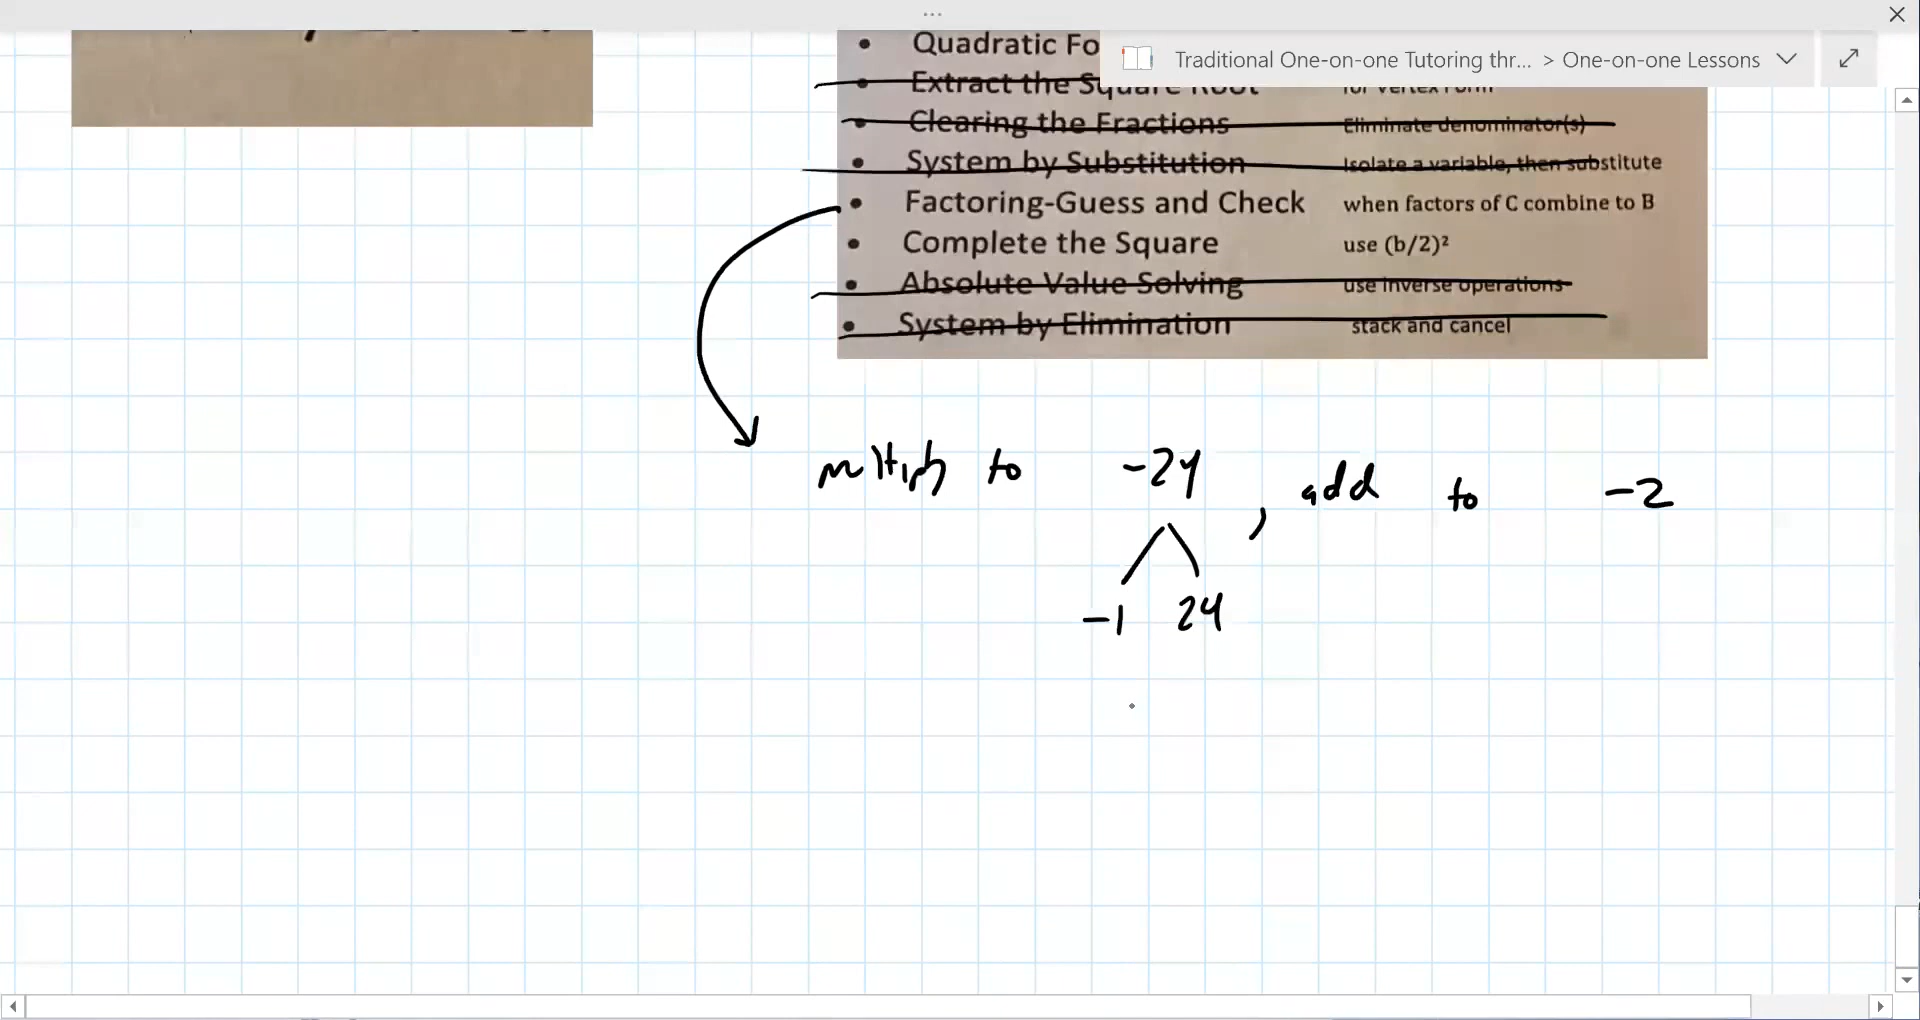 Traditional One-on-one Tutoring thr... > One-on-one Lessons
• Quadratic Fo
• Extract the Square Root for Vertex Form
• Clearing the Fractions Eliminate denominator(s)
• System by Substitution Isolate a variable, then substitute
• Factoring-Guess and Check when factors of C combine to B
• Complete the Square use (b/2)²
• Absolute Value Solving use inverse operations
• System by Elimination stack and cancel
multiply to -24, add to -2
-1 24